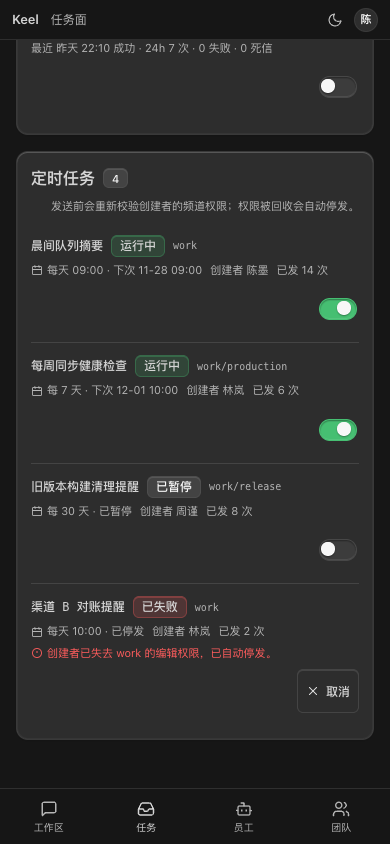 Keel 任务面 陈
最近 昨天 22:10 成功 · 24h 7 次 · 0 失败 · 0 死信
定时任务 4
发送前会重新校验创建者的频道权限；权限被回收会自动停发。
晨间队列摘要 运行中 work
每天 09:00 · 下次 11-28 09:00 创建者 陈墨 已发 14 次
每周同步健康检查 运行中 work/production
每 7 天 · 下次 12-01 10:00 创建者 林岚 已发 6 次
旧版本构建清理提醒 已暂停 work/release
每 30 天 · 已暂停 创建者 周谨 已发 8 次
渠道 B 对账提醒 已失败 work
每天 10:00 · 已停发 创建者 林岚 已发 2 次
创建者已失去 work 的编辑权限，已自动停发。
取消
工作区 任务 员工 团队